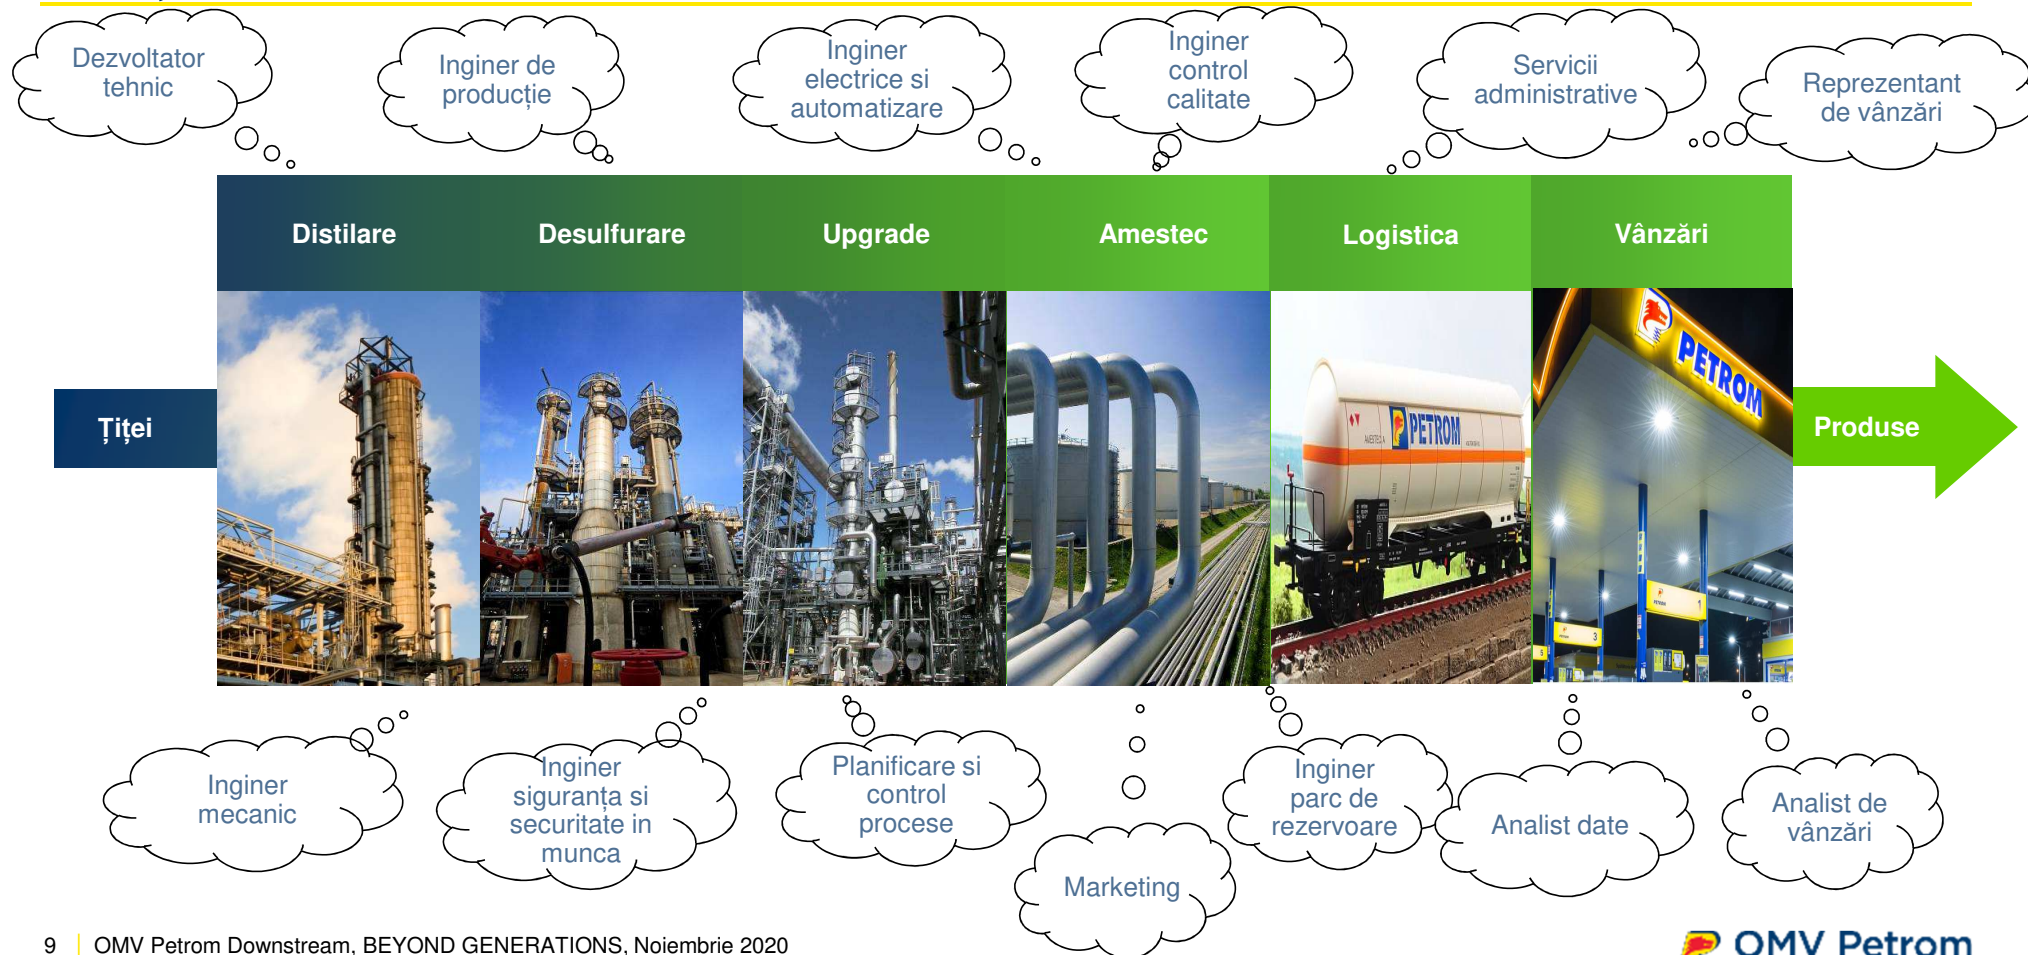 Dezvoltator
tehnic
Inginer de
producție
Inginer
electrice si
automatizare
Inginer
control
calitate
Servicii
administrative
Reprezentant
de vânzări
Distilare
Desulfurare
Upgrade
Amestec
Logistica
Vânzări
Țiței
PETROM
PETROM
1
3
5
Produse
Inginer
mecanic
Inginer
siguranța si
securitate in
munca
Planificare si
control
procese
Marketing
Inginer
parc de
rezervoare
Analist date
Analist de
vânzări
9 OMV Petrom Downstream, BEYOND GENERATIONS, Noiembrie 2020
OMV Petrom